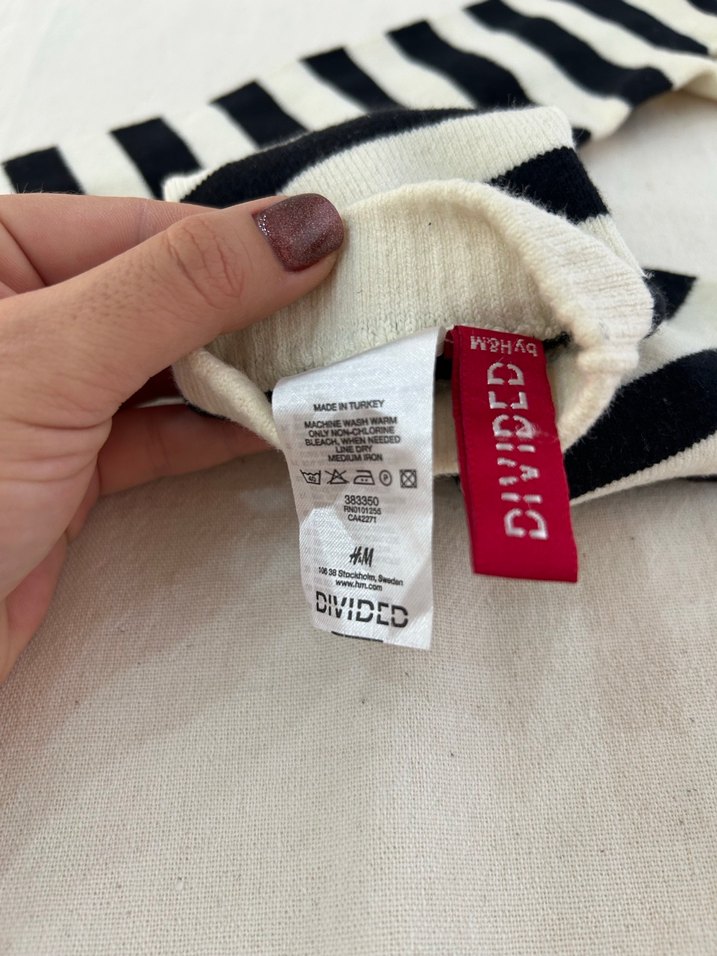 MADE IN TURKEY
MACHINE WASH WARM
ONLY NON-CHLORINE
BLEACH, WHEN NEEDED
LINE DRY
MEDIUM IRON
40
P
383350
RN0101255
CA42271
H&M
106 38 Stockholm, Sweden
www.hm.com
DIVIDED
DIVIDED
by H&M